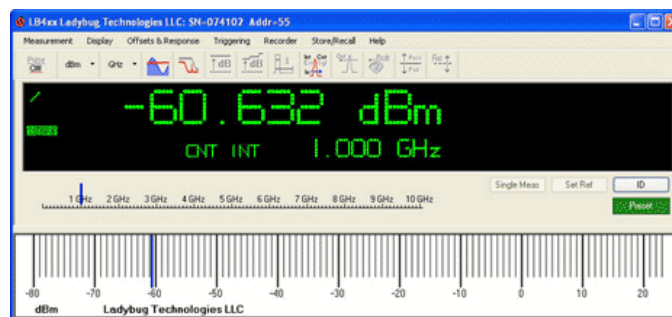 LB4xx Ladybug Technologies LLC: SN-074102 Addr-55
Measurement Display Offsets & Response Triggering Recorder Store/Recall Help
dBm GHz dB dB
-60.632 dBm
CNT INT 1.000 GHz
Single Meas Set Ref ID
1 GHz 2 GHz 3 GHz 4 GHz 5 GHz 6 GHz 7 GHz 8 GHz 9 GHz 10 GHz
Preset
-80 -70 -60 -50 -40 -30 -20 -10 0 10 20
dBm Ladybug Technologies LLC